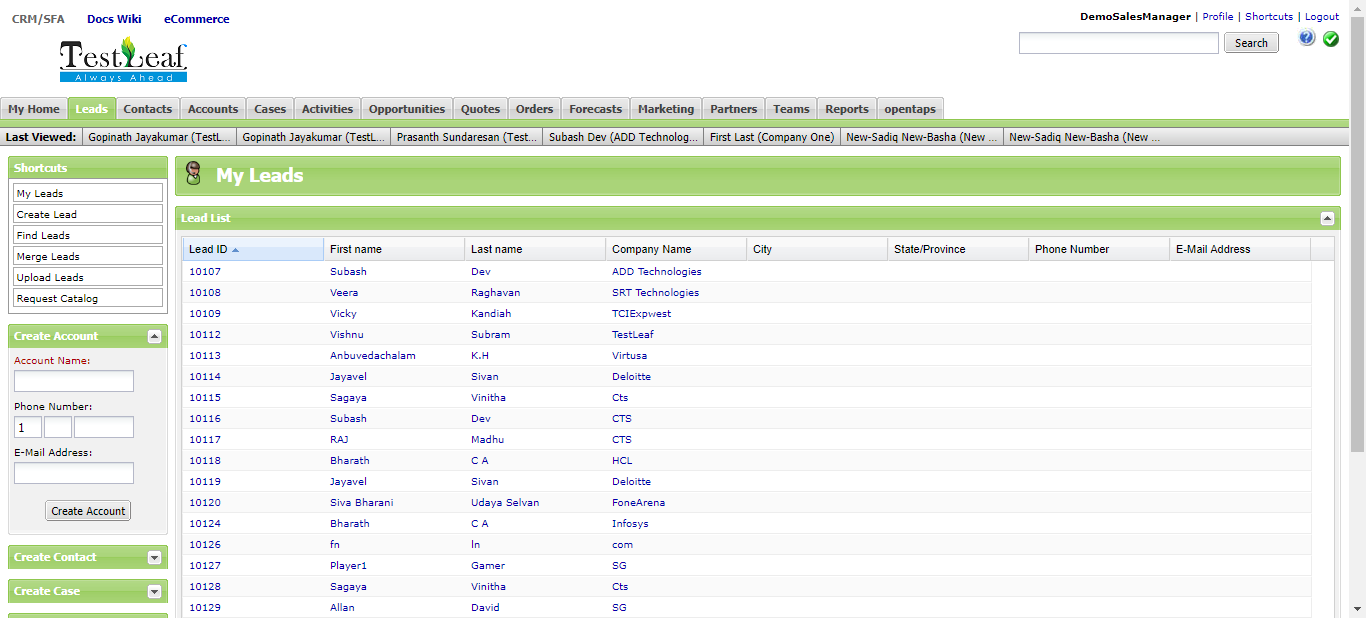 CRM/SFA Docs Wiki eCommerce
DemoSalesManager | Profile | Shortcuts | Logout
TestLeaf
Always Ahead
Search
My Home Leads Contacts Accounts Cases Activities Opportunities Quotes Orders Forecasts Marketing Partners Teams Reports opentaps
Last Viewed: Gopinath Jayakumar (TestL... Gopinath Jayakumar (TestL... Prasanth Sundaresan (Test... Subash Dev (ADD Technolog... First Last (Company One) New-Sadiq New-Basha (New ... New-Sadiq New-Basha (New ...
Shortcuts
My Leads
Create Lead
Find Leads
Merge Leads
Upload Leads
Request Catalog
Create Account
Account Name:
Phone Number:
1
E-Mail Address:
Create Account
Create Contact
Create Case
My Leads
Lead List
Lead ID First name Last name Company Name City State/Province Phone Number E-Mail Address
10107 Subash Dev ADD Technologies
10108 Veera Raghavan SRT Technologies
10109 Vicky Kandiah TCIExpwest
10112 Vishnu Subram TestLeaf
10113 Anbuvedachalam K.H Virtusa
10114 Jayavel Sivan Deloitte
10115 Sagaya Vinitha Cts
10116 Subash Dev CTS
10117 RAJ Madhu CTS
10118 Bharath C A HCL
10119 Jayavel Sivan Deloitte
10120 Siva Bharani Udaya Selvan FoneArena
10124 Bharath C A Infosys
10126 fn ln com
10127 Player1 Gamer SG
10128 Sagaya Vinitha Cts
10129 Allan David SG